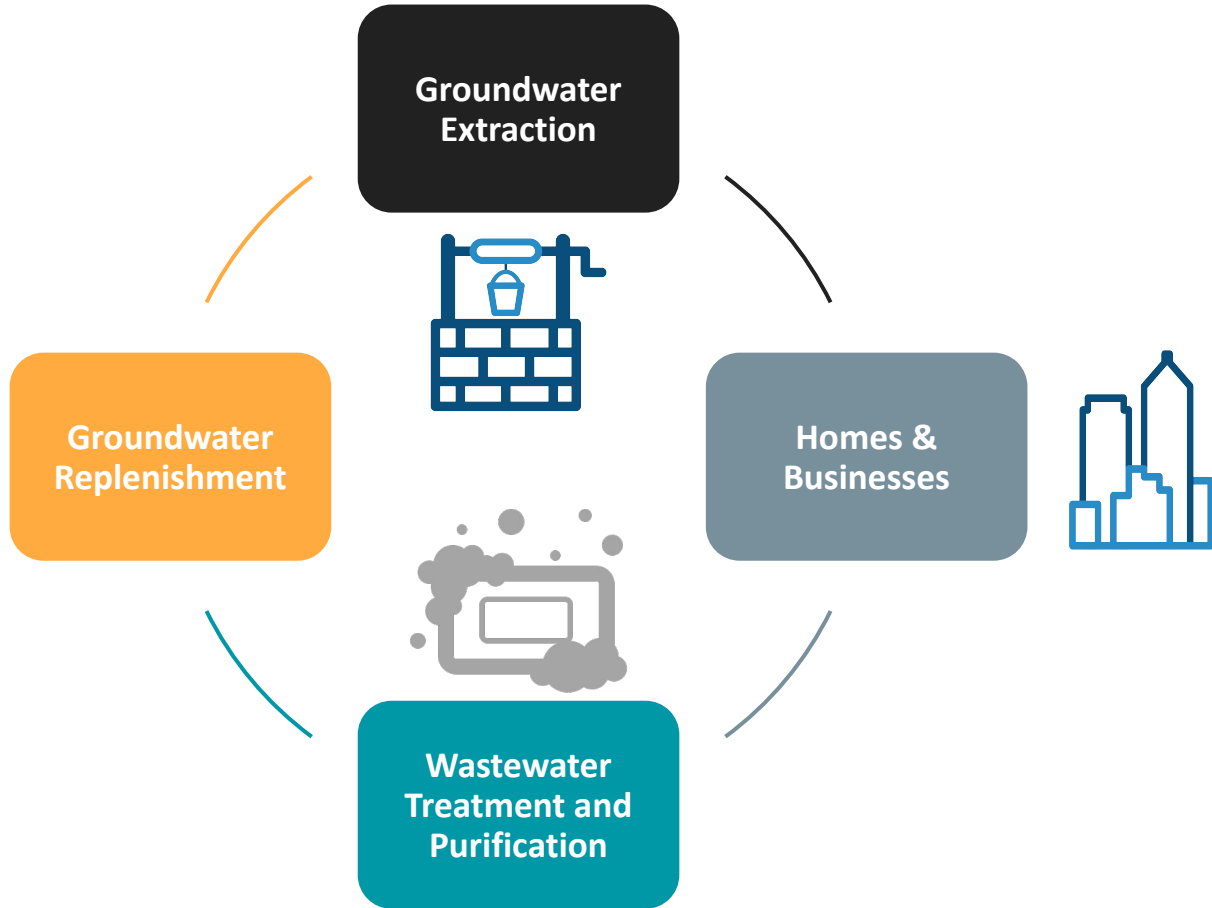 Groundwater
Extraction
Groundwater
Replenishment
Homes &
Businesses
Wastewater
Treatment and
Purification